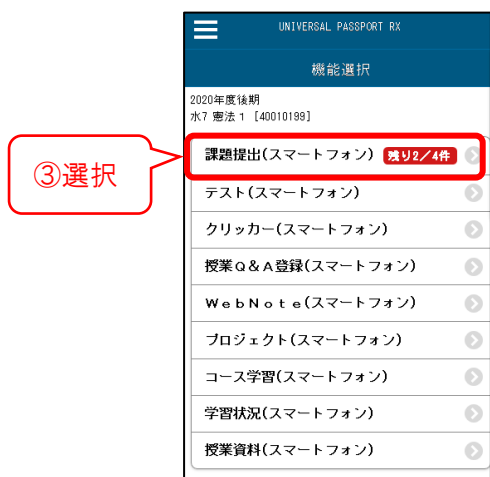 UNIVERSAL PASSPORT RX
機能選択
2020年度後期
水7 憲法1 [40010199]
③選択
課題提出(スマートフォン) 残り2／4件
テスト(スマートフォン)
クリッカー(スマートフォン)
授業Ｑ＆Ａ登録(スマートフォン)
ＷｅｂＮｏｔｅ(スマートフォン)
プロジェクト(スマートフォン)
コース学習(スマートフォン)
学習状況(スマートフォン)
授業資料(スマートフォン)